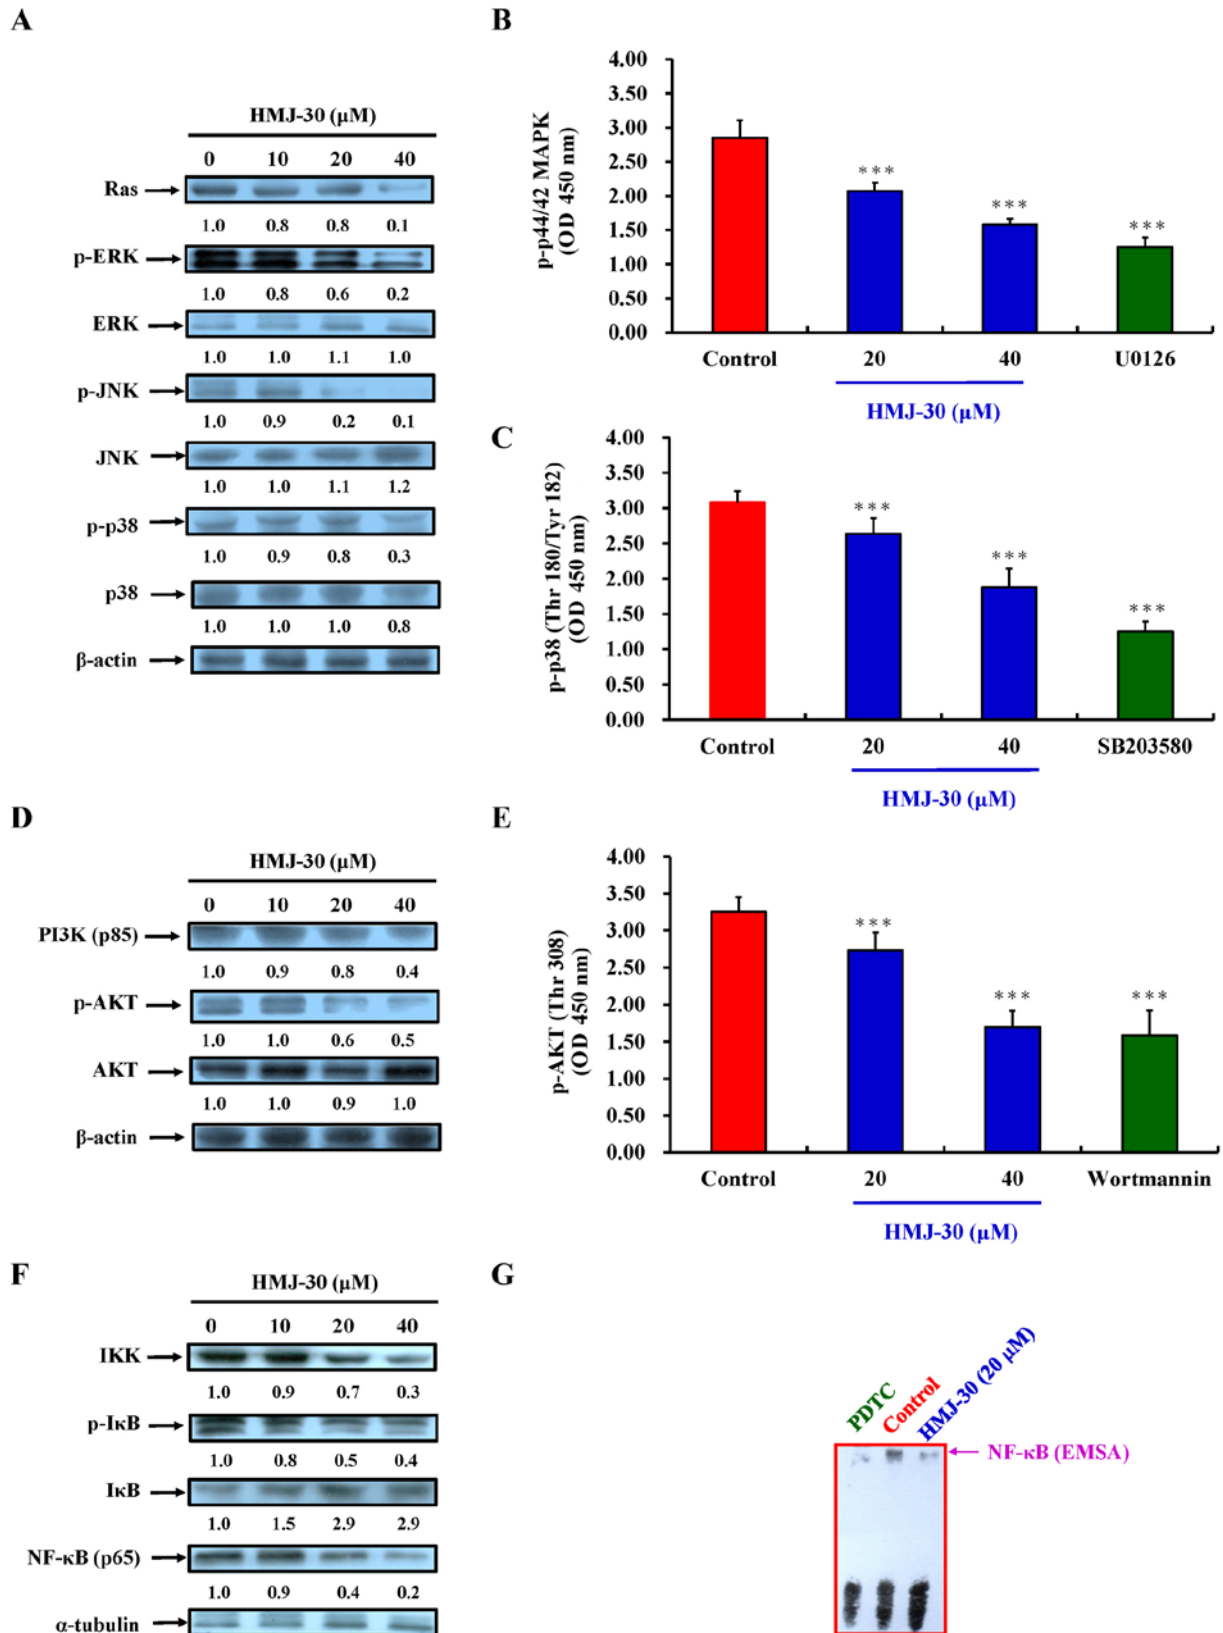 A
HMJ-30 (μM)
0 10 20 40
Ras
1.0 0.8 0.8 0.1
p-ERK
1.0 0.8 0.6 0.2
ERK
1.0 1.0 1.1 1.0
p-JNK
1.0 0.9 0.2 0.1
JNK
1.0 1.0 1.1 1.2
p-p38
1.0 0.9 0.8 0.3
p38
1.0 1.0 1.0 0.8
β-actin
B
p-p44/42 MAPK
(OD 450 nm)
4.00
3.50
3.00
2.50
2.00
1.50
1.00
0.50
0.00
***
***
***
Control 20 40 U0126
HMJ-30 (μM)
C
p-p38 (Thr 180/Tyr 182)
(OD 450 nm)
4.00
3.50
3.00
2.50
2.00
1.50
1.00
0.50
0.00
***
***
***
Control 20 40 SB203580
HMJ-30 (μM)
D
HMJ-30 (μM)
0 10 20 40
PI3K (p85)
1.0 0.9 0.8 0.4
p-AKT
1.0 1.0 0.6 0.5
AKT
1.0 1.0 0.9 1.0
β-actin
E
p-AKT (Thr 308)
(OD 450 nm)
4.00
3.50
3.00
2.50
2.00
1.50
1.00
0.50
0.00
***
*** ***
Control 20 40 Wortmannin
HMJ-30 (μM)
F
HMJ-30 (μM)
0 10 20 40
IKK
1.0 0.9 0.7 0.3
p-IκB
1.0 0.8 0.5 0.4
IκB
1.0 1.5 2.9 2.9
NF-κB (p65)
1.0 0.9 0.4 0.2
α-tubulin
G
PDTC
Control
HMJ-30 (20 μM)
NF-κB (EMSA)